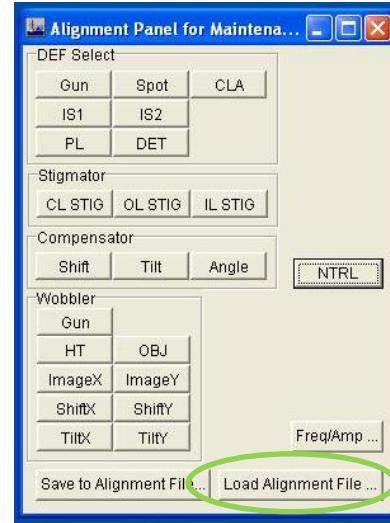 Alignment Panel for Maintena...
DEF Select
Gun Spot CLA
IS1 IS2
PL DET
Stigmator
CL STIG OL STIG IL STIG
Compensator
Shift Tilt Angle
NTRL
Wobbler
Gun
HT OBJ
ImageX ImageY
ShiftX ShiftY
TiltX TiltY
Freq/Amp ...
Save to Alignment File... Load Alignment File ...